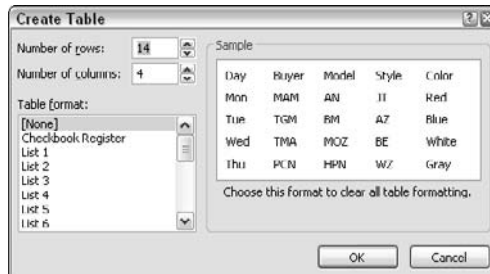 Create Table
Number of rows: 14
Number of columns: 4
Table format:
[None]
Checkbook Register
List 1
List 2
List 3
List 4
List 5
List 6
Sample
Day Buyer Model Style Color
Mon MAM AN JT Red
Tue TGM BM AZ Blue
Wed TMA MOZ BE White
Thu PCN HPN WZ Gray
Choose this format to clear all table formatting.
OK Cancel